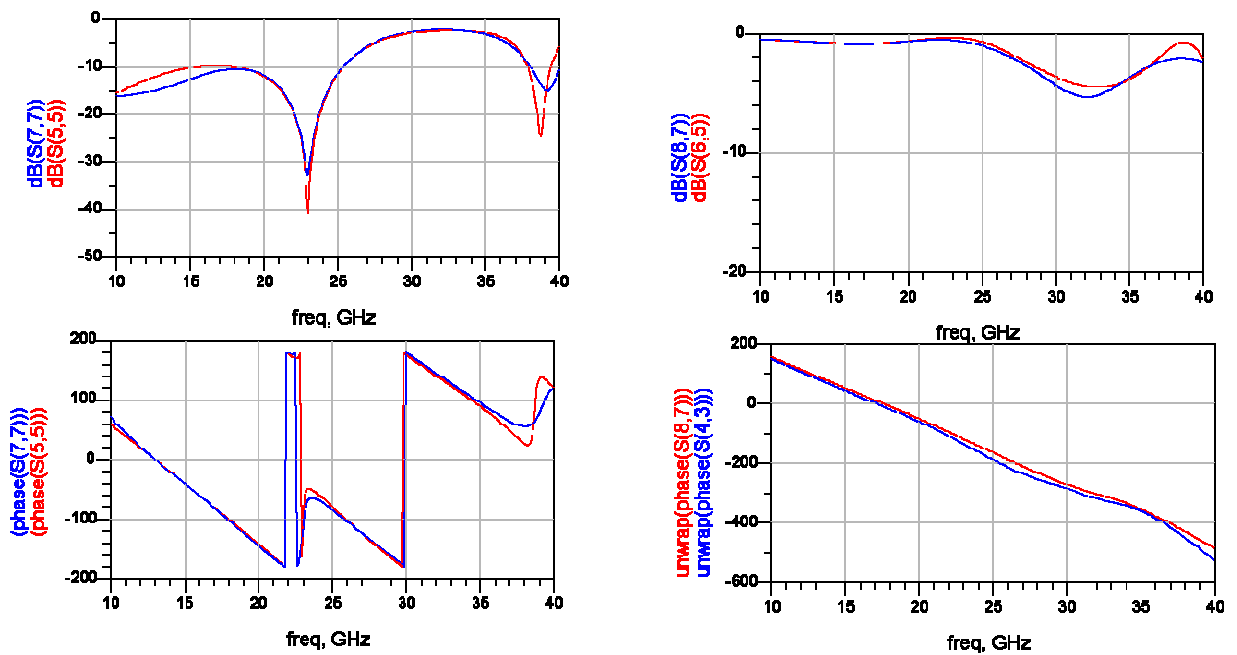 dB(S(7,7))
dB(S(5,5))
0
-10
-20
-30
-40
-50
10 15 20 25 30 35 40
freq, GHz
dB(S(8,7))
dB(S(6,5))
0
-10
-20
10 15 20 25 30 35 40
freq, GHz
(phase(S(7,7)))
(phase(S(5,5)))
200
100
0
-100
-200
10 15 20 25 30 35 40
freq, GHz
unwrap(phase(S(8,7)))
unwrap(phase(S(4,3)))
200
0
-200
-400
-600
10 15 20 25 30 35 40
freq, GHz